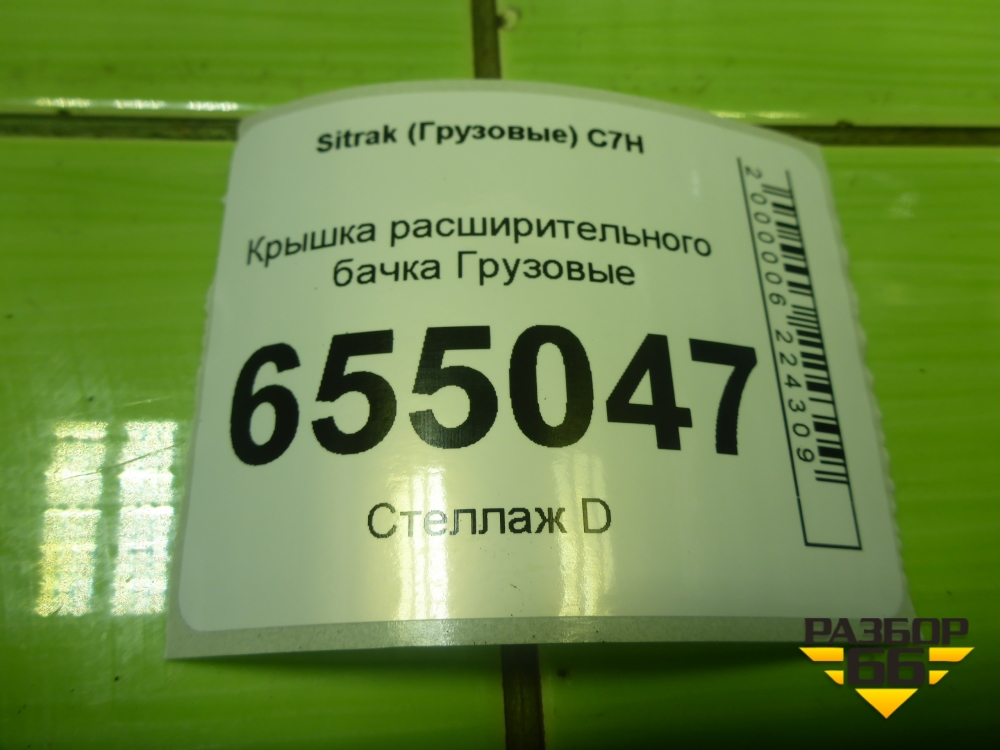 Sitrak (Грузовые) C7H
Крышка расширительного
бачка Грузовые
655047
Стеллаж D
2000006224309
РАЗБОР
66